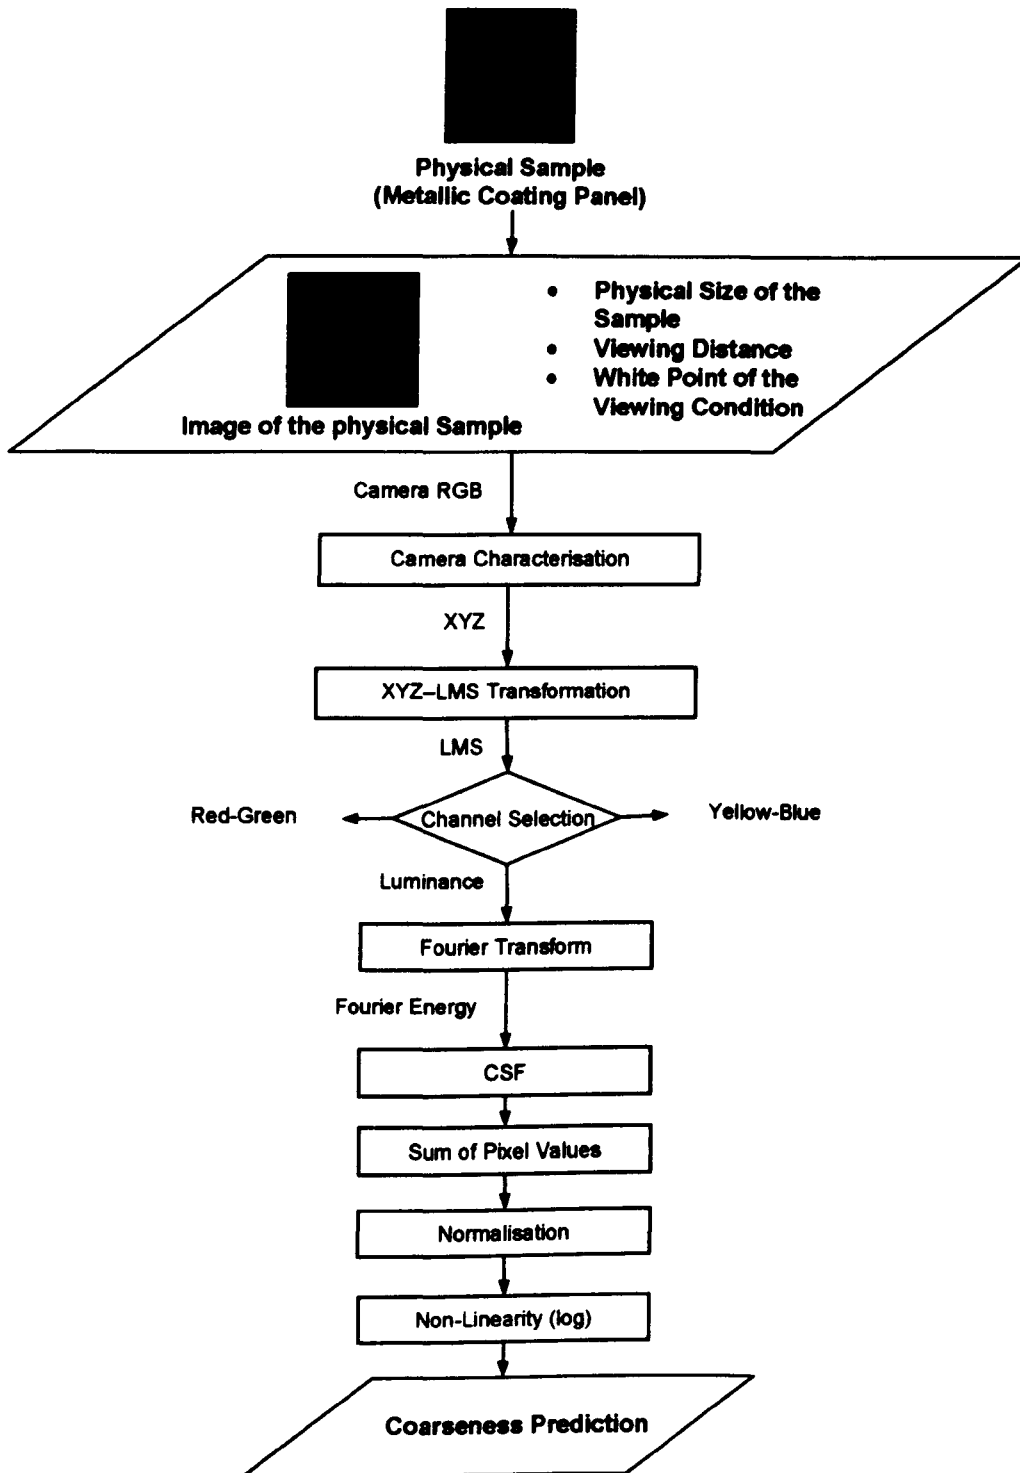 Physical Sample
(Metallic Coating Panel)
• Physical Size of the
Sample
• Viewing Distance
• White Point of the
Viewing Condition
Image of the physical Sample
Camera RGB
Camera Characterisation
XYZ
XYZ–LMS Transformation
LMS
Red-Green
Channel Selection
Yellow-Blue
Luminance
Fourier Transform
Fourier Energy
CSF
Sum of Pixel Values
Normalisation
Non-Linearity (log)
Coarseness Prediction